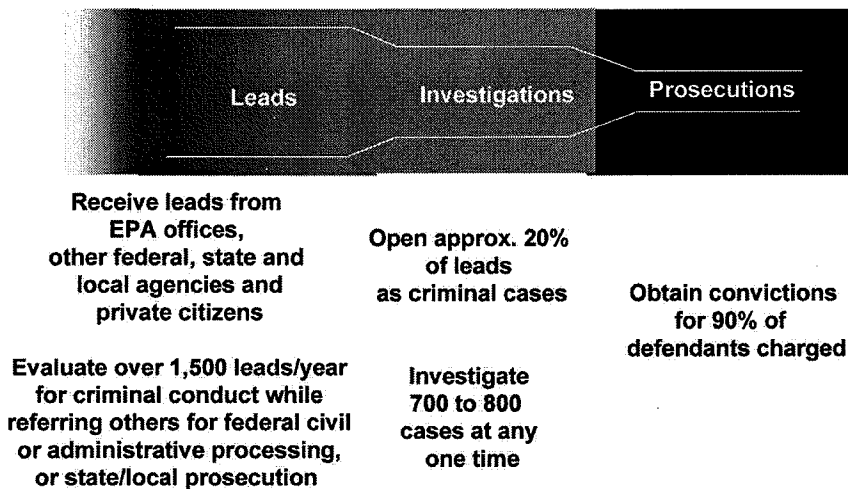 Leads
Investigations
Prosecutions
Receive leads from
EPA offices,
other federal, state and
local agencies and
private citizens
Evaluate over 1,500 leads/year
for criminal conduct while
referring others for federal civil
or administrative processing,
or state/local prosecution
Open approx. 20%
of leads
as criminal cases
Investigate
700 to 800
cases at any
one time
Obtain convictions
for 90% of
defendants charged